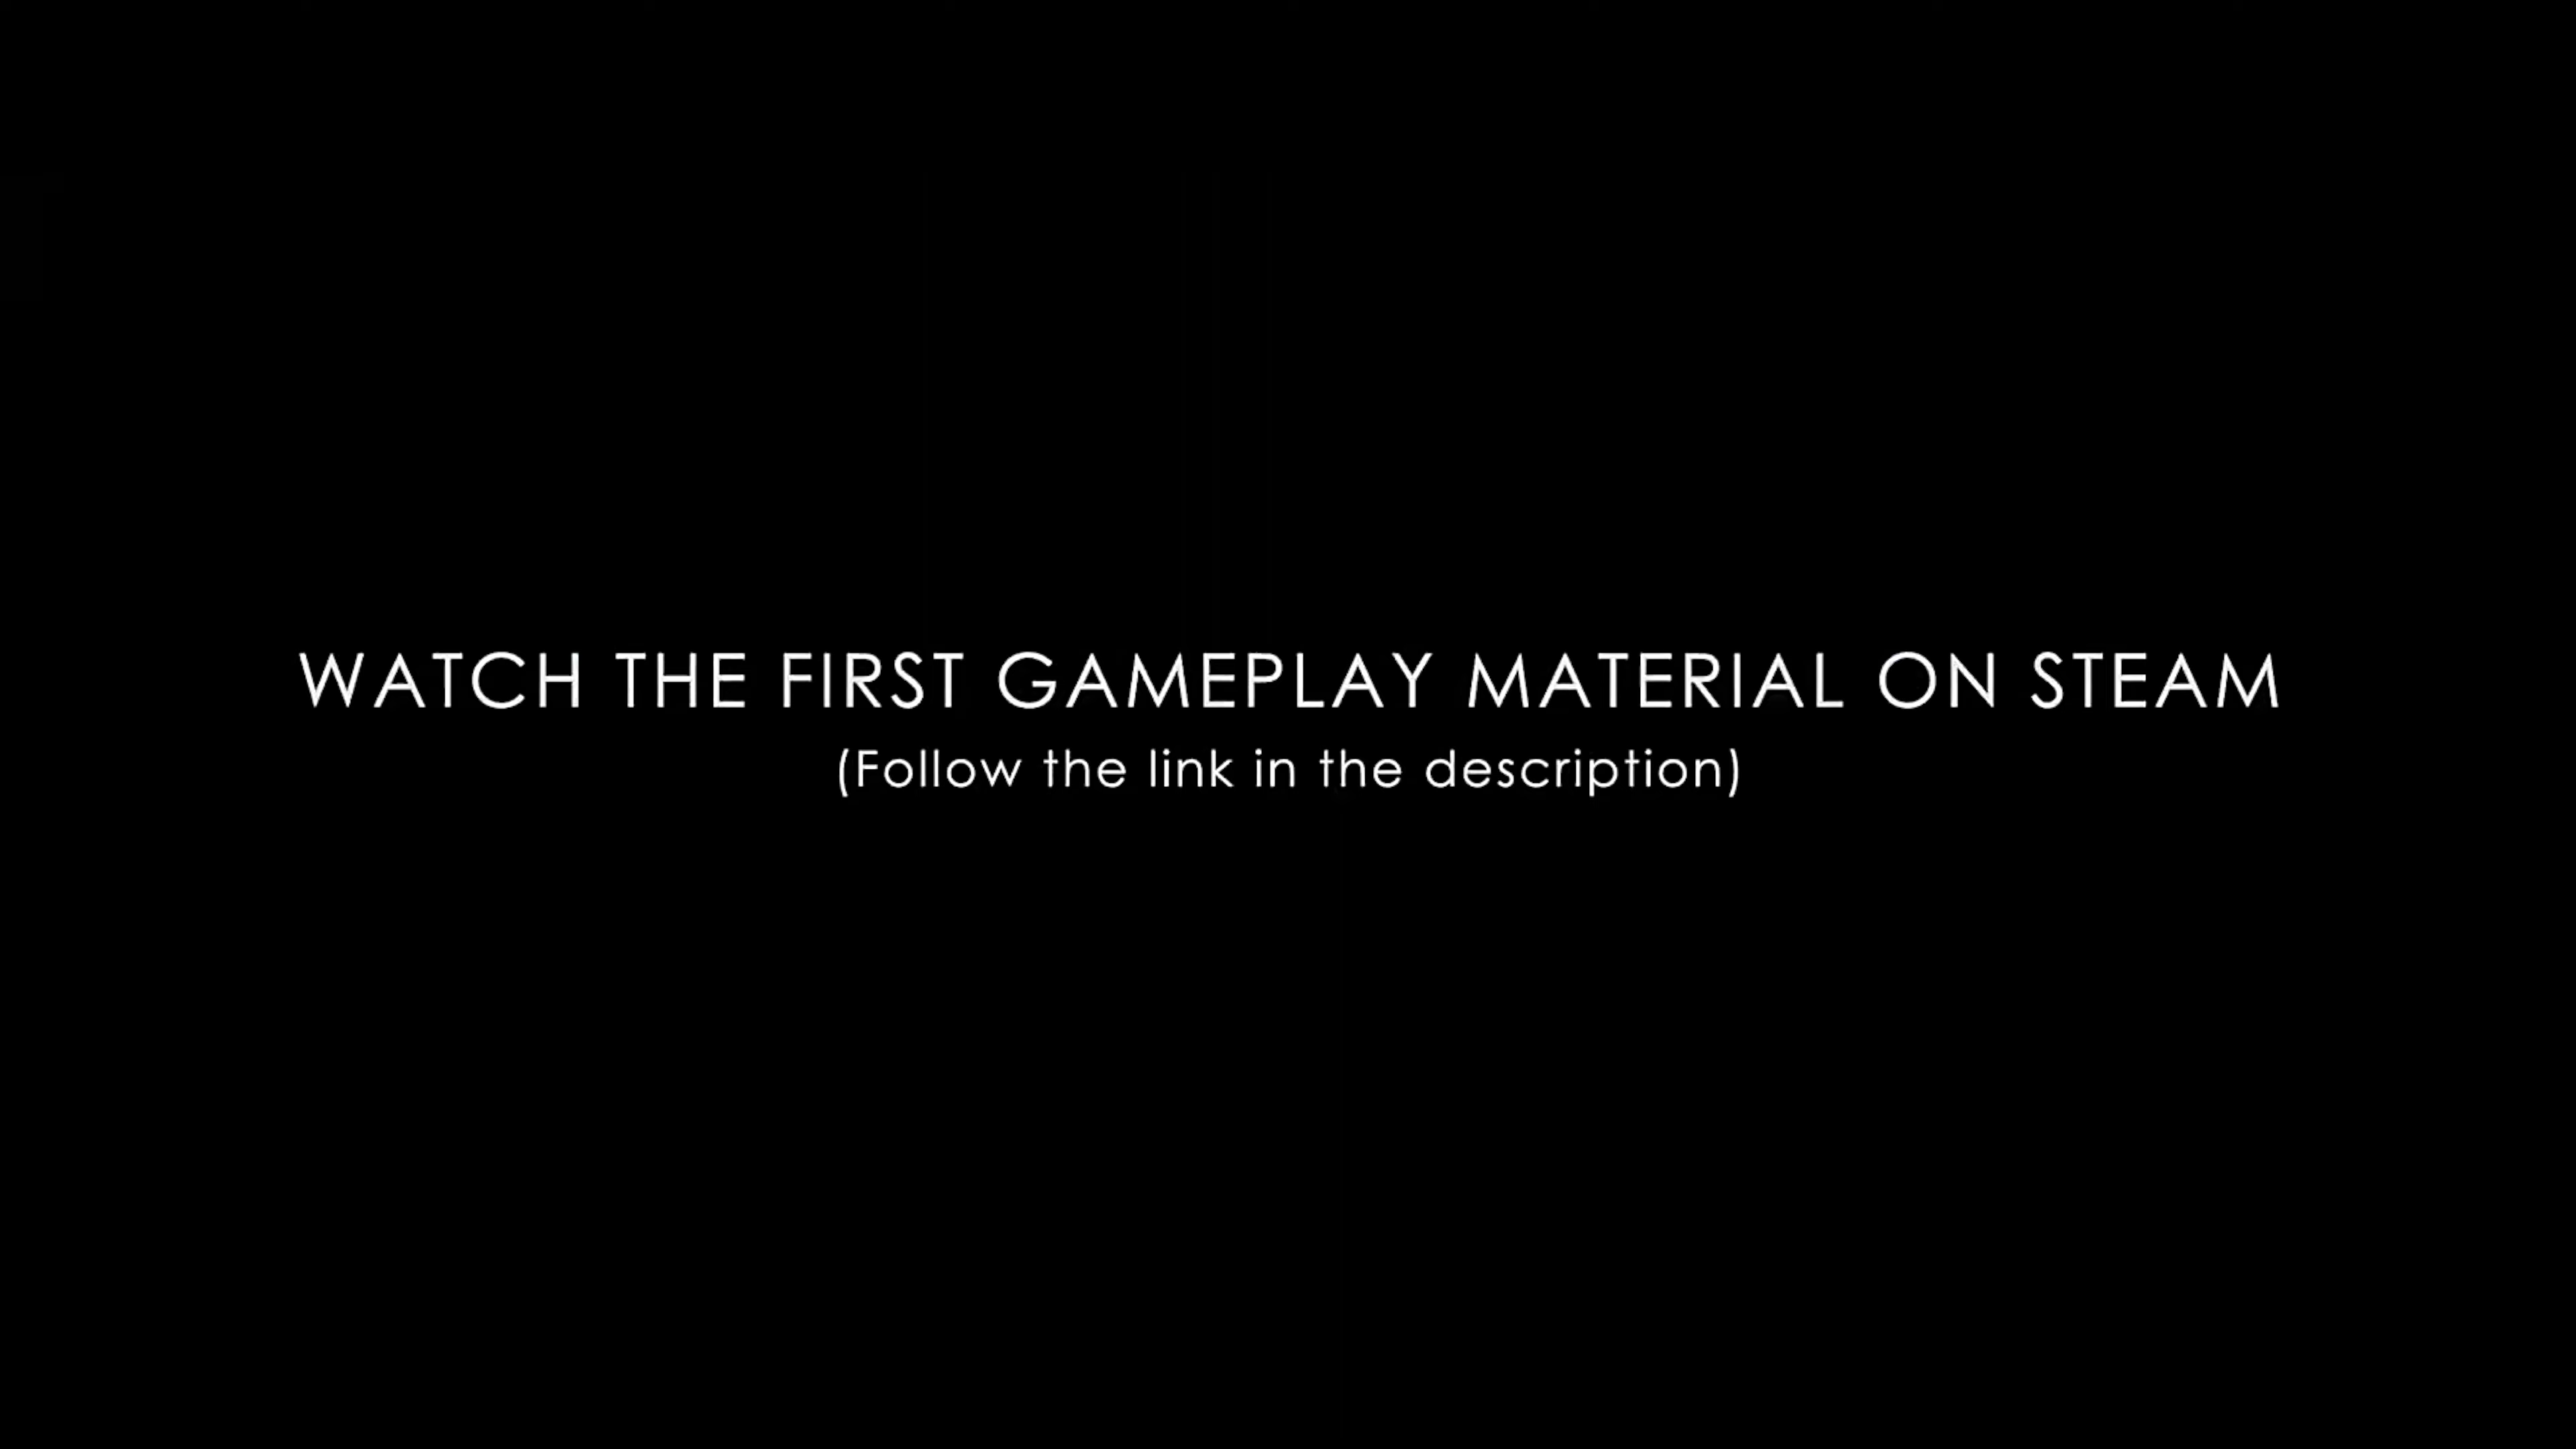 WATCH THE FIRST GAMEPLAY MATERIAL ON STEAM
(Follow the link in the description)